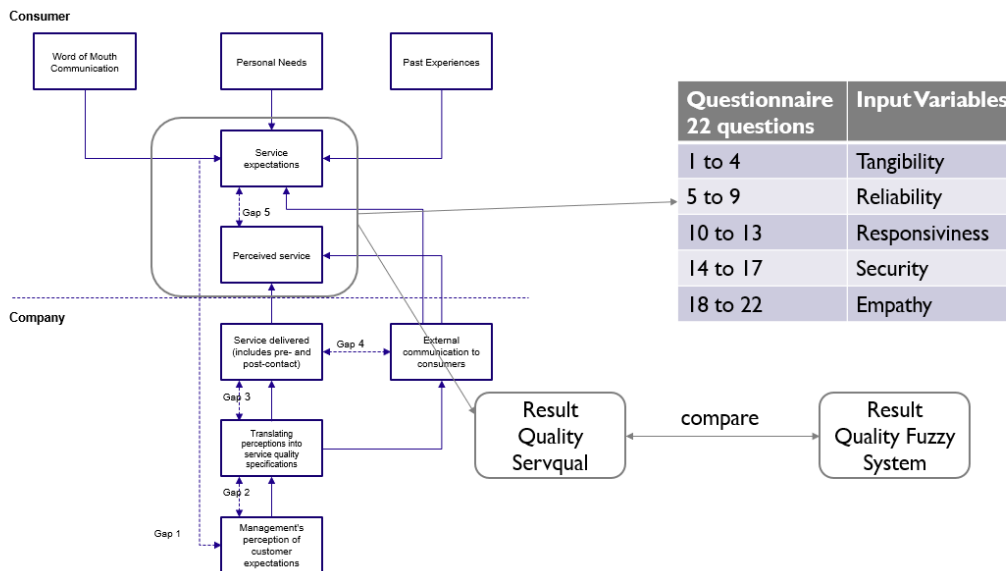 Consumer
Word of Mouth
Communication
Personal Needs
Past Experiences
Service
expectations
Gap 5
Perceived service
Company
Service delivered
(includes pre- and
post-contact)
Gap 4
External
communication to
consumers
Gap 3
Translating
perceptions into
service quality
specifications
Gap 2
Gap 1
Management's
perception of
customer
expectations
Questionnaire
22 questions
Input Variables
1 to 4
Tangibility
5 to 9
Reliability
10 to 13
Responsiviness
14 to 17
Security
18 to 22
Empathy
Result
Quality
Servqual
compare
Result
Quality Fuzzy
System